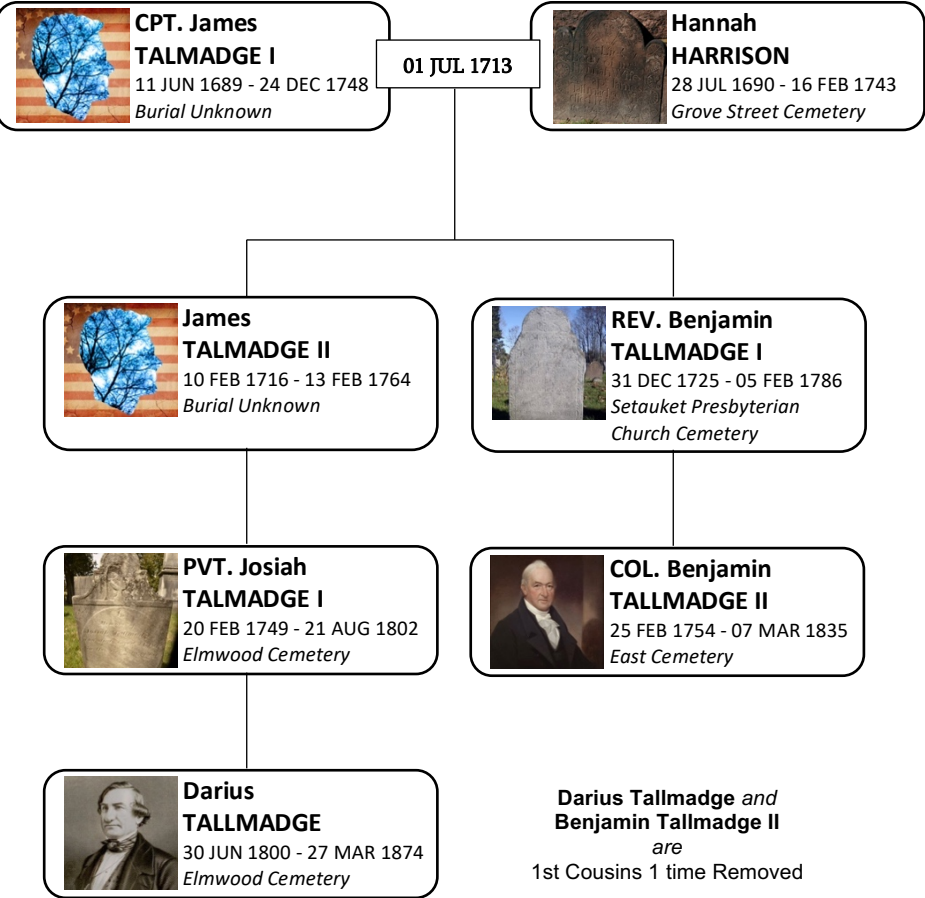 CPT. James
TALMADGE I
11 JUN 1689 - 24 DEC 1748
Burial Unknown
01 JUL 1713
Hannah
HARRISON
28 JUL 1690 - 16 FEB 1743
Grove Street Cemetery
James
TALMADGE II
10 FEB 1716 - 13 FEB 1764
Burial Unknown
REV. Benjamin
TALLMADGE I
31 DEC 1725 - 05 FEB 1786
Setauket Presbyterian
Church Cemetery
PVT. Josiah
TALMADGE I
20 FEB 1749 - 21 AUG 1802
Elmwood Cemetery
COL. Benjamin
TALLMADGE II
25 FEB 1754 - 07 MAR 1835
East Cemetery
Darius
TALLMADGE
30 JUN 1800 - 27 MAR 1874
Elmwood Cemetery
Darius Tallmadge and
Benjamin Tallmadge II
are
1st Cousins 1 time Removed